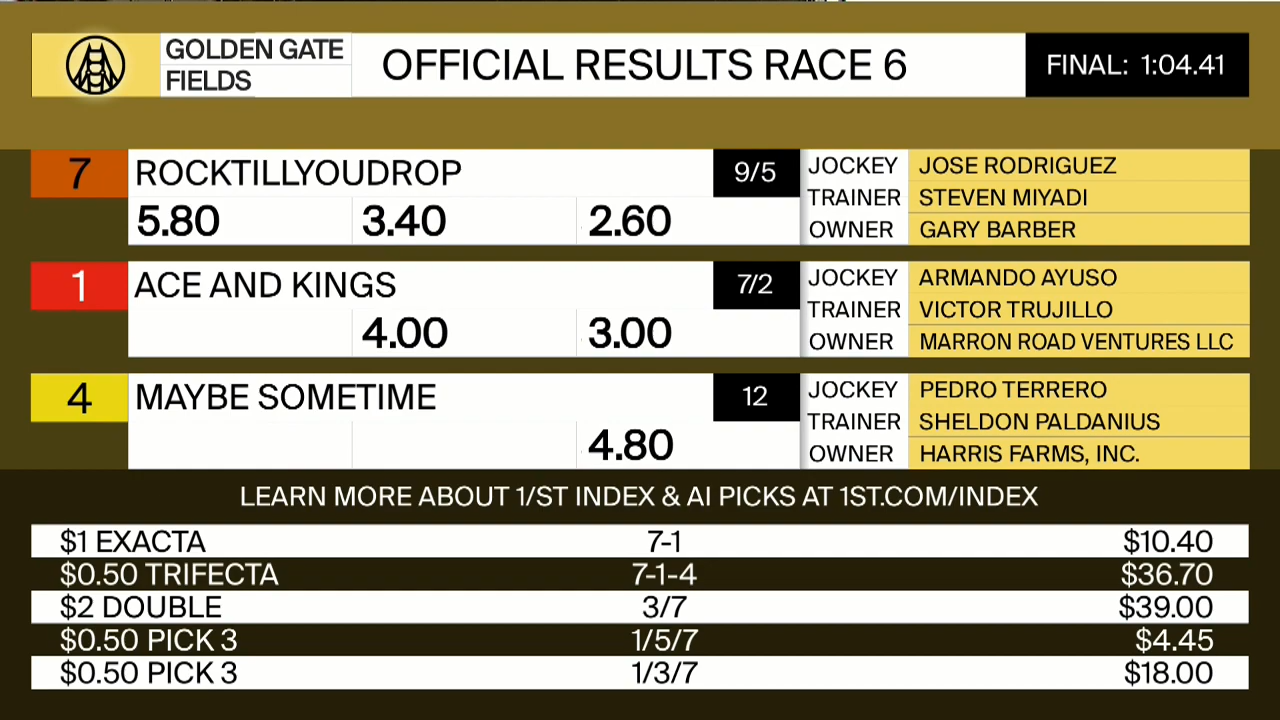 GOLDEN GATE
FIELDS
OFFICIAL RESULTS RACE 6
FINAL: 1:04.41
7 ROCKTILLYOUDROP 9/5
5.80 3.40 2.60
JOCKEY JOSE RODRIGUEZ
TRAINER STEVEN MIYADI
OWNER GARY BARBER
1 ACE AND KINGS 7/2
4.00 3.00
JOCKEY ARMANDO AYUSO
TRAINER VICTOR TRUJILLO
OWNER MARRON ROAD VENTURES LLC
4 MAYBE SOMETIME 12
4.80
JOCKEY PEDRO TERRERO
TRAINER SHELDON PALDANIUS
OWNER HARRIS FARMS, INC.
LEARN MORE ABOUT 1/ST INDEX & AI PICKS AT 1ST.COM/INDEX
$1 EXACTA 7-1 $10.40
$0.50 TRIFECTA 7-1-4 $36.70
$2 DOUBLE 3/7 $39.00
$0.50 PICK 3 1/5/7 $4.45
$0.50 PICK 3 1/3/7 $18.00